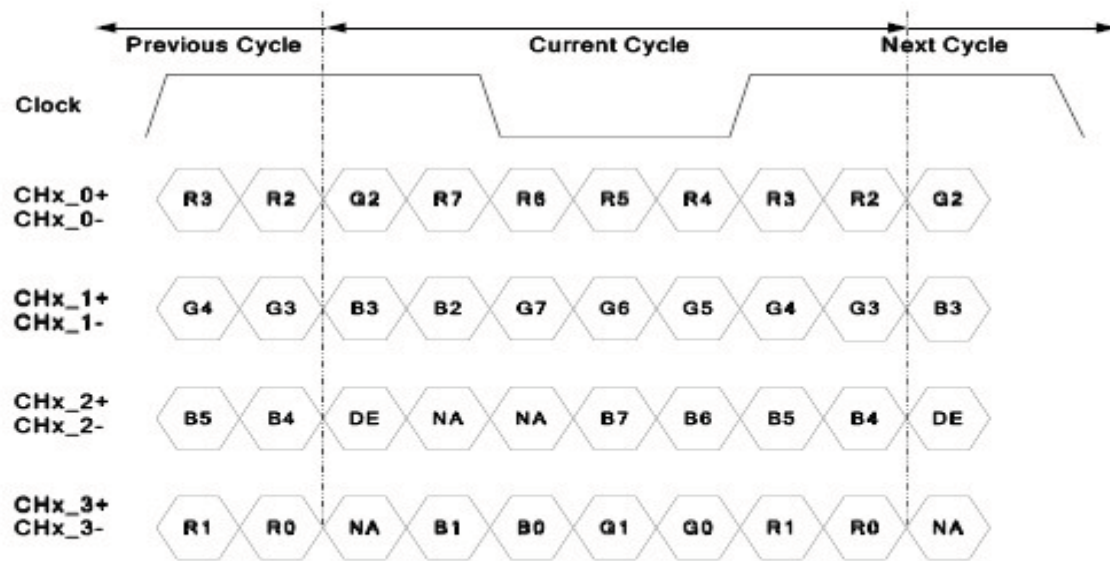 Previous Cycle Current Cycle Next Cycle
Clock
CHx_0+
CHx_0-
R3 R2 G2 R7 R6 R5 R4 R3 R2 G2
CHx_1+
CHx_1-
G4 G3 B3 B2 G7 G6 G5 G4 G3 B3
CHx_2+
CHx_2-
B5 B4 DE NA NA B7 B6 B5 B4 DE
CHx_3+
CHx_3-
R1 R0 NA B1 B0 G1 G0 R1 R0 NA